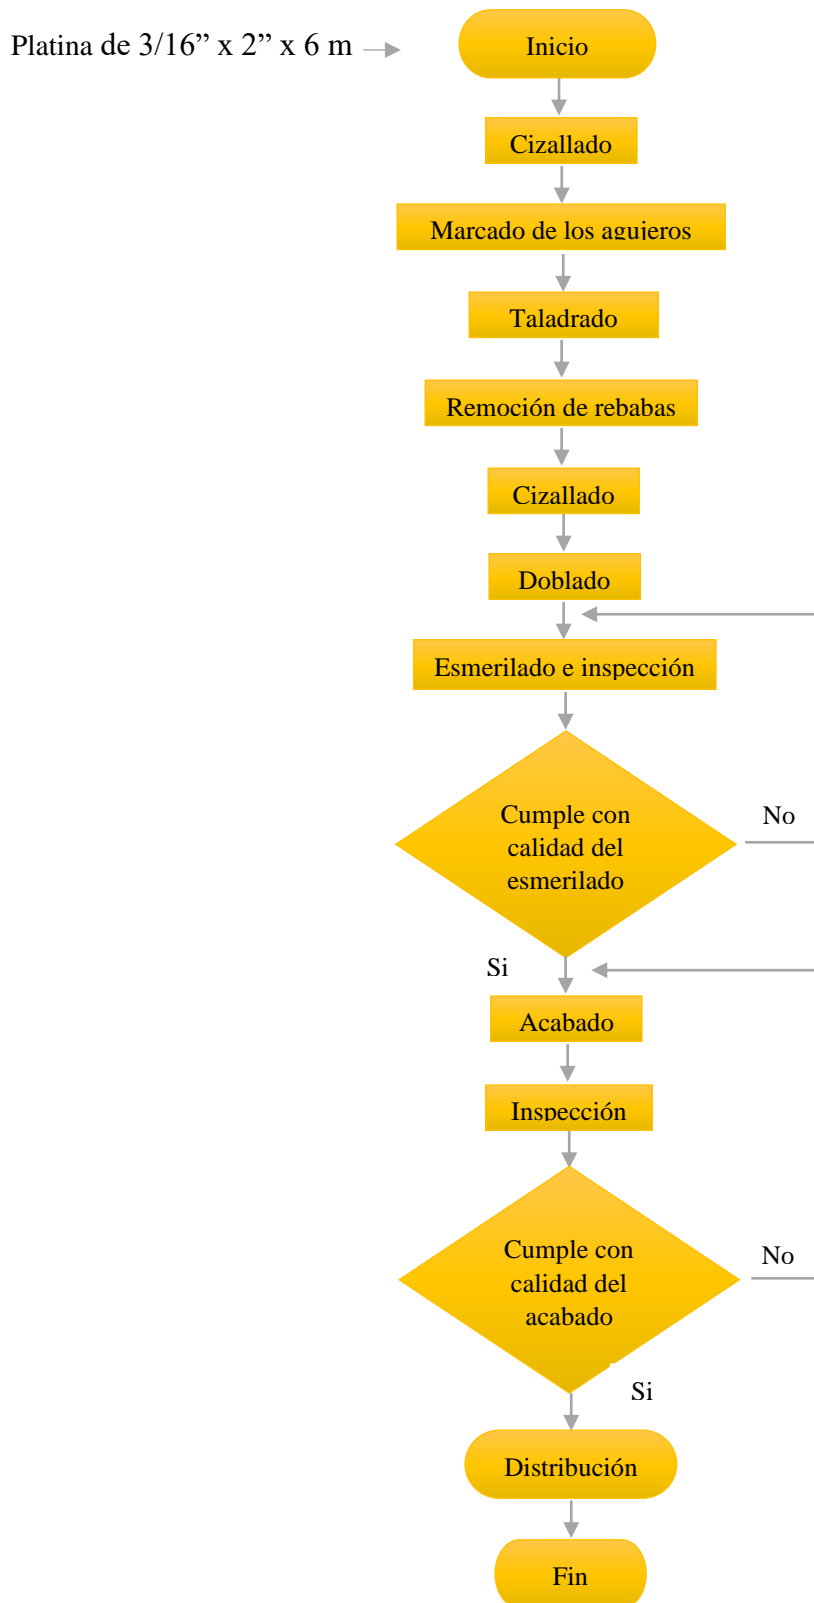 Platina de 3/16” x 2” x 6 m
Inicio
Cizallado
Marcado de los agujeros
Taladrado
Remoción de rebabas
Cizallado
Doblado
Esmerilado e inspección
Cumple con
calidad del
esmerilado
No
Si
Acabado
Inspección
Cumple con
calidad del
acabado
No
Si
Distribución
Fin